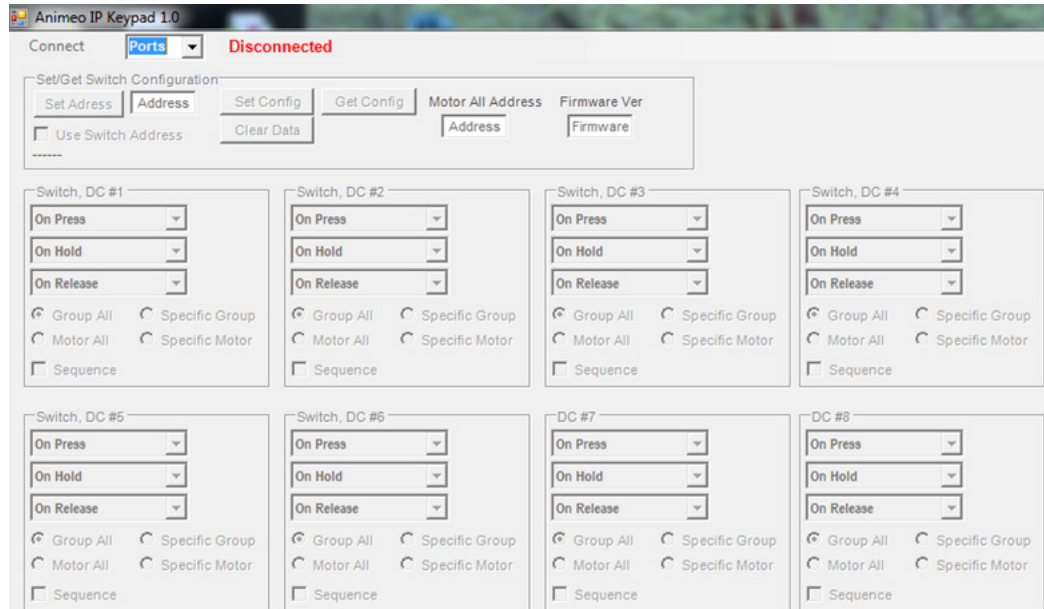 Animeo IP Keypad 1.0
Connect Ports Disconnected
Set/Get Switch Configuration
Set Adress Address Set Config Get Config Motor All Address Firmware Ver
Use Switch Address Clear Data Address Firmware
------
Switch, DC #1 Switch, DC #2 Switch, DC #3 Switch, DC #4
On Press On Press On Press On Press
On Hold On Hold On Hold On Hold
On Release On Release On Release On Release
Group All Specific Group Group All Specific Group Group All Specific Group Group All Specific Group
Motor All Specific Motor Motor All Specific Motor Motor All Specific Motor Motor All Specific Motor
Sequence Sequence Sequence Sequence
Switch, DC #5 Switch, DC #6 DC #7 DC #8
On Press On Press On Press On Press
On Hold On Hold On Hold On Hold
On Release On Release On Release On Release
Group All Specific Group Group All Specific Group Group All Specific Group Group All Specific Group
Motor All Specific Motor Motor All Specific Motor Motor All Specific Motor Motor All Specific Motor
Sequence Sequence Sequence Sequence